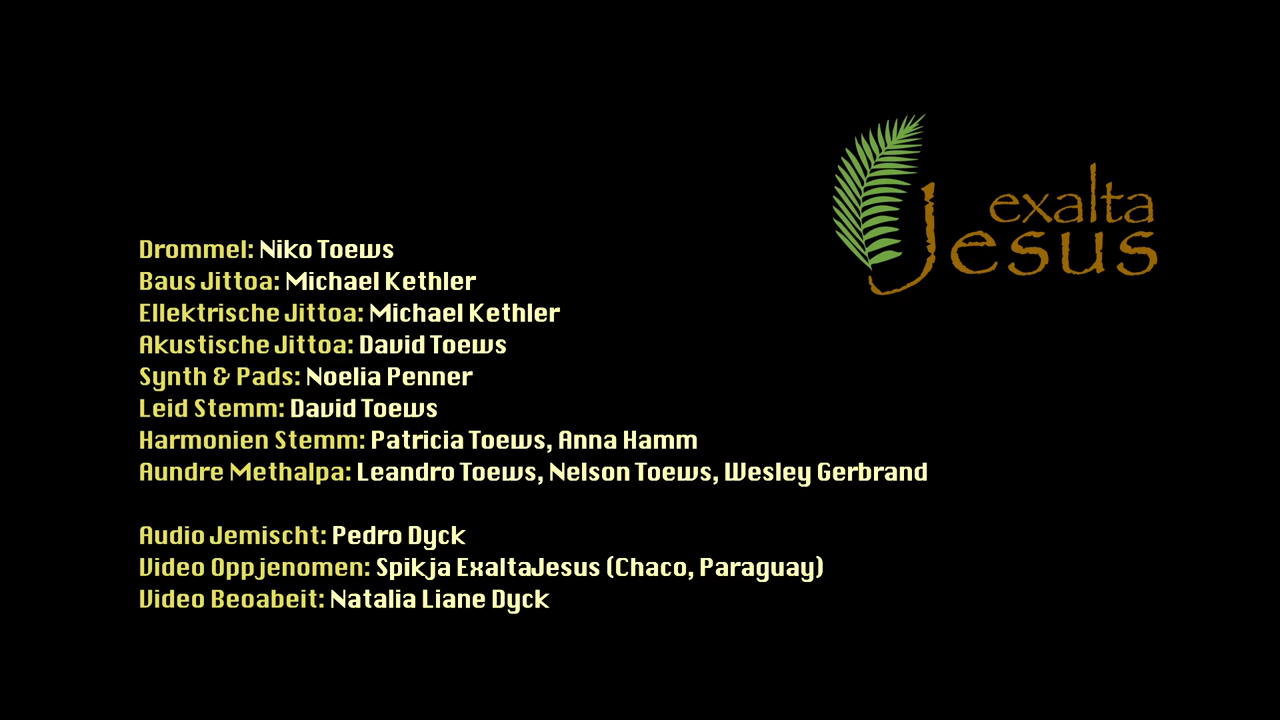 exalta
Jesus
Drommel: Niko Toews
Baus Jittoa: Michael Kethler
Ellektrische Jittoa: Michael Kethler
Akustische Jittoa: David Toews
Synth & Pads: Noelia Penner
Leid Stemm: David Toews
Harmonien Stemm: Patricia Toews, Anna Hamm
Aundre Methalpa: Leandro Toews, Nelson Toews, Wesley Gerbrand
Audio Jemischt: Pedro Dyck
Video Oppjenomen: Spikja ExaltaJesus (Chaco, Paraguay)
Video Beoabeit: Natalia Liane Dyck